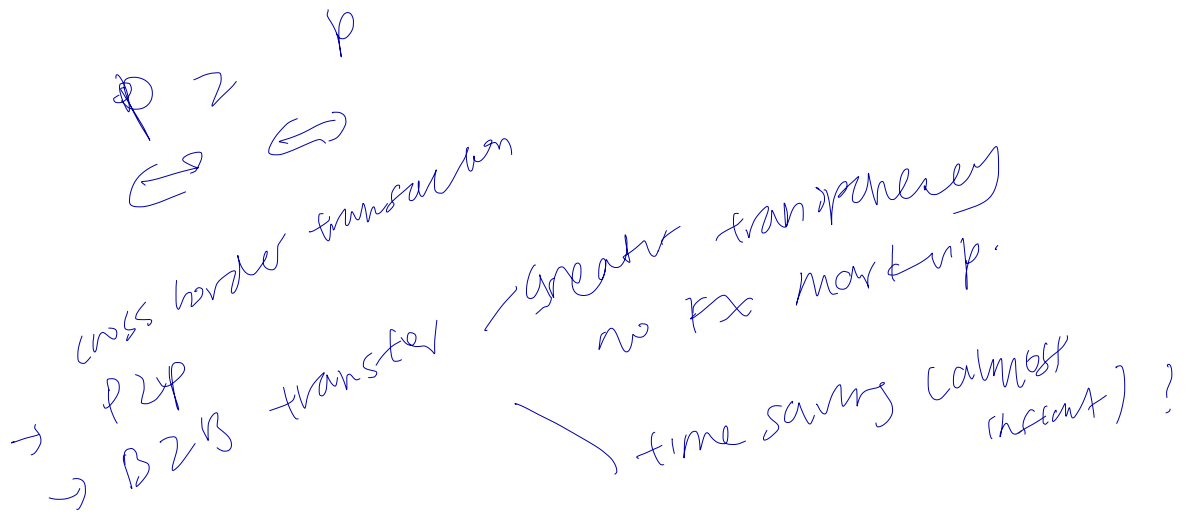 P 2 P
cross border transaction
→ P2P
→ B2B transfer
Greater transparency
no FX markup.
time saving (almost
instant) ?